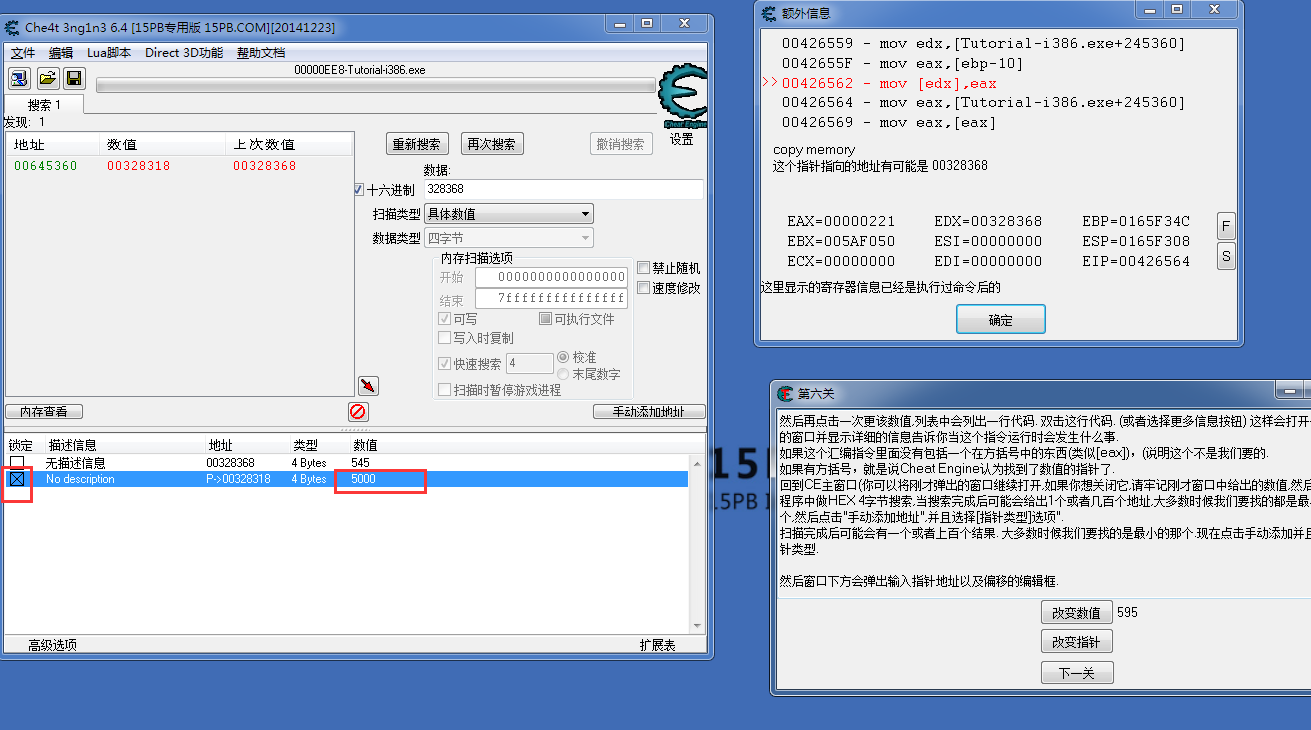 Che4t 3ng1n3 6.4 [15PB专用版 15PB.COM][20141223]
文件 编辑 Lua脚本 Direct 3D功能 帮助文档
00000EE8-Tutorial-i386.exe
搜索 1
发现: 1
地址 数值 上次数值
00645360 00328318 00328368
重新搜索 再次搜索 撤销搜索
Cheat Engine
设置
数据:
十六进制 328368
扫描类型 具体数值
数据类型 四字节
内存扫描选项
开始 0000000000000000
结束 7fffffffffffffff
禁止随机
速度修改
可写 可执行文件
写入时复制
快速搜索 4 校准
末尾数字
扫描时暂停游戏进程
内存查看 手动添加地址
锁定 描述信息 地址 类型 数值
无描述信息 00328368 4 Bytes 545
No description P->00328318 4 Bytes 5000
高级选项 扩展表
15
15PB
额外信息
00426559 - mov edx,[Tutorial-i386.exe+245360]
0042655F - mov eax,[ebp-10]
>>00426562 - mov [edx],eax
00426564 - mov eax,[Tutorial-i386.exe+245360]
00426569 - mov eax,[eax]
copy memory
这个指针指向的地址有可能是 00328368
EAX=00000221 EDX=00328368 EBP=0165F34C
EBX=005AF050 ESI=00000000 ESP=0165F308
ECX=00000000 EDI=00000000 EIP=00426564
F
S
这里显示的寄存器信息已经是执行过命令后的
确定
第六关
然后再点击一次更该数值,列表中会列出一行代码. 双击这行代码. (或者选择更多信息按钮) 这样会打开
的窗口并显示详细的信息告诉你当这个指令运行时会发生什么事.
如果这个汇编指令里面没有包括一个在方括号中的东西(类似[eax]),(说明这个不是我们要的.
如果有方括号，就是说Cheat Engine认为找到了数值的指针了.
回到CE主窗口(你可以将刚才弹出的窗口继续打开,如果你想关闭它,请牢记刚才窗口中给出的数值,然后
程序中做HEX 4字节搜索,当搜索完成后可能会给出1个或者几百个地址,大多数时候我们要找的都是最
个,然后点击"手动添加地址",并且选择[指针类型]选项".
扫描完成后可能会有一个或者上百个结果. 大多数时候我们要找的是最小的那个.现在点击手动添加并且
针类型.
然后窗口下方会弹出输入指针地址以及偏移的编辑框.
改变数值 595
改变指针
下一关